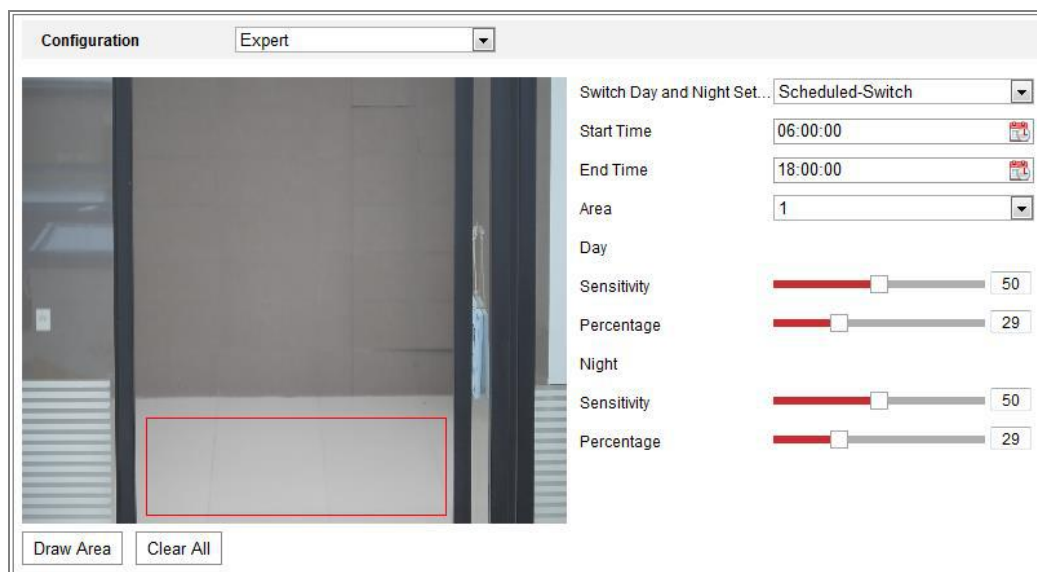 Configuration Expert
Switch Day and Night Set... Scheduled-Switch
Start Time 06:00:00
End Time 18:00:00
Area 1
Day
Sensitivity 50
Percentage 29
Night
Sensitivity 50
Percentage 29
Draw Area Clear All